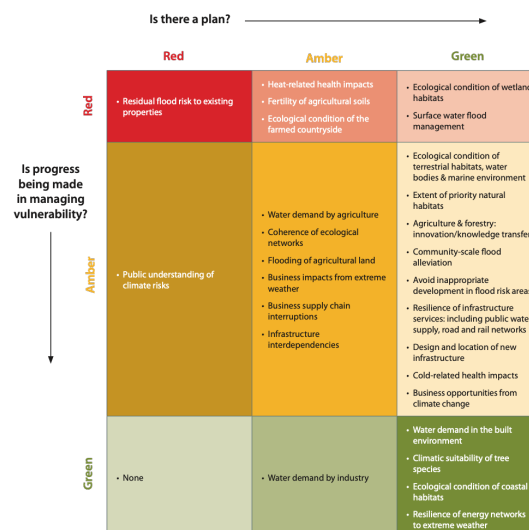 Is there a plan?
Red
Amber
Green
Red
• Residual flood risk to existing
properties
• Heat-related health impacts
• Fertility of agricultural soils
• Ecological condition of the
farmed countryside
• Ecological condition of wetland
habitats
• Surface water flood
management
Is progress
being made
in managing
vulnerability?
Amber
• Public understanding of
climate risks
• Water demand by agriculture
• Coherence of ecological
networks
• Flooding of agricultural land
• Business impacts from extreme
weather
• Business supply chain
interruptions
• Infrastructure
interdependencies
• Ecological condition of
terrestrial habitats, water
bodies & marine environment
• Extent of priority natural
habitats
• Agriculture & forestry:
innovation/knowledge transfer
• Community-scale flood
alleviation
• Avoid inappropriate
development in flood risk areas
• Resilience of infrastructure
services: including public water
supply, road and rail networks
• Design and location of new
infrastructure
• Cold-related health impacts
• Business opportunities from
climate change
Green
• None
• Water demand by industry
• Water demand in the built
environment
• Climatic suitability of tree
species
• Ecological condition of coastal
habitats
• Resilience of energy networks
to extreme weather